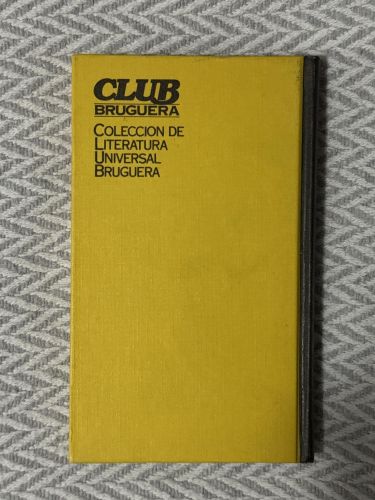 CLUB
BRUGUERA
COLECCION DE
LITERATURA
UNIVERSAL
BRUGUERA